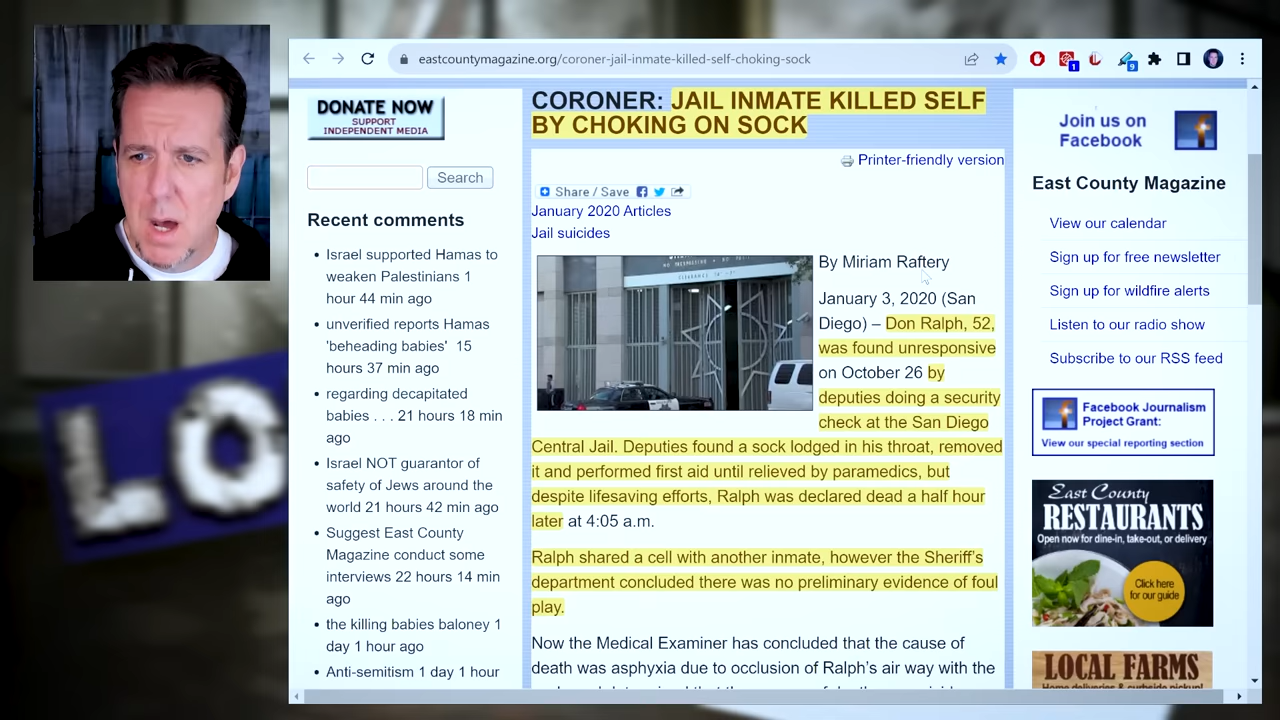 eastcountymagazine.org/coroner-jail-inmate-killed-self-choking-sock
1
9
DONATE NOW
SUPPORT
INDEPENDENT MEDIA
Search
Recent comments
Israel supported Hamas to
weaken Palestinians 1
hour 44 min ago
unverified reports Hamas
'beheading babies' 15
hours 37 min ago
regarding decapitated
babies . . . 21 hours 18 min
ago
Israel NOT guarantor of
safety of Jews around the
world 21 hours 42 min ago
Suggest East County
Magazine conduct some
interviews 22 hours 14 min
ago
the killing babies baloney 1
day 1 hour ago
Anti-semitism 1 day 1 hour
CORONER: JAIL INMATE KILLED SELF
BY CHOKING ON SOCK
Printer-friendly version
Share / Save
January 2020 Articles
Jail suicides
By Miriam Raftery
January 3, 2020 (San
Diego) – Don Ralph, 52,
was found unresponsive
on October 26 by
deputies doing a security
check at the San Diego
Central Jail. Deputies found a sock lodged in his throat, removed
it and performed first aid until relieved by paramedics, but
despite lifesaving efforts, Ralph was declared dead a half hour
later at 4:05 a.m.
Ralph shared a cell with another inmate, however the Sheriff's
department concluded there was no preliminary evidence of foul
play.
Now the Medical Examiner has concluded that the cause of
death was asphyxia due to occlusion of Ralph's air way with the
Join us on
Facebook
East County Magazine
View our calendar
Sign up for free newsletter
Sign up for wildfire alerts
Listen to our radio show
Subscribe to our RSS feed
Facebook Journalism
Project Grant:
View our special reporting section
East County
RESTAURANTS
Open now for dine-in, take-out, or delivery
Click here
for our guide
LOCAL FARMS
Home deliveries & curbside pickup!